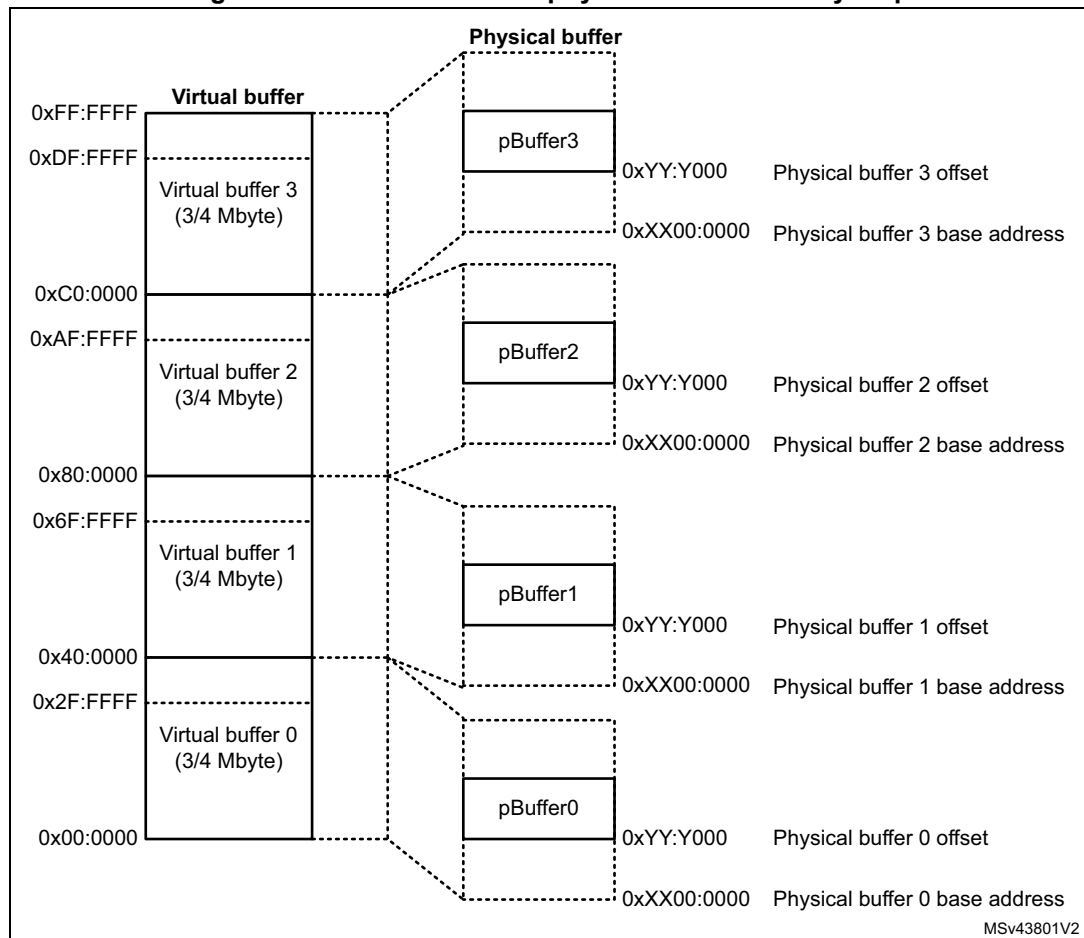 Physical buffer
Virtual buffer
0xFF:FFFF
pBuffer3
0xDF:FFFF
0xYY:Y000 Physical buffer 3 offset
Virtual buffer 3
(3/4 Mbyte)
0xXX00:0000 Physical buffer 3 base address
0xC0:0000
0xAF:FFFF
pBuffer2
Virtual buffer 2
(3/4 Mbyte)
0xYY:Y000 Physical buffer 2 offset
0xXX00:0000 Physical buffer 2 base address
0x80:0000
0x6F:FFFF
Virtual buffer 1
(3/4 Mbyte)
pBuffer1
0xYY:Y000 Physical buffer 1 offset
0x40:0000
0xXX00:0000 Physical buffer 1 base address
0x2F:FFFF
Virtual buffer 0
(3/4 Mbyte)
pBuffer0
0x00:0000
0xYY:Y000 Physical buffer 0 offset
0xXX00:0000 Physical buffer 0 base address
MSv43801V2